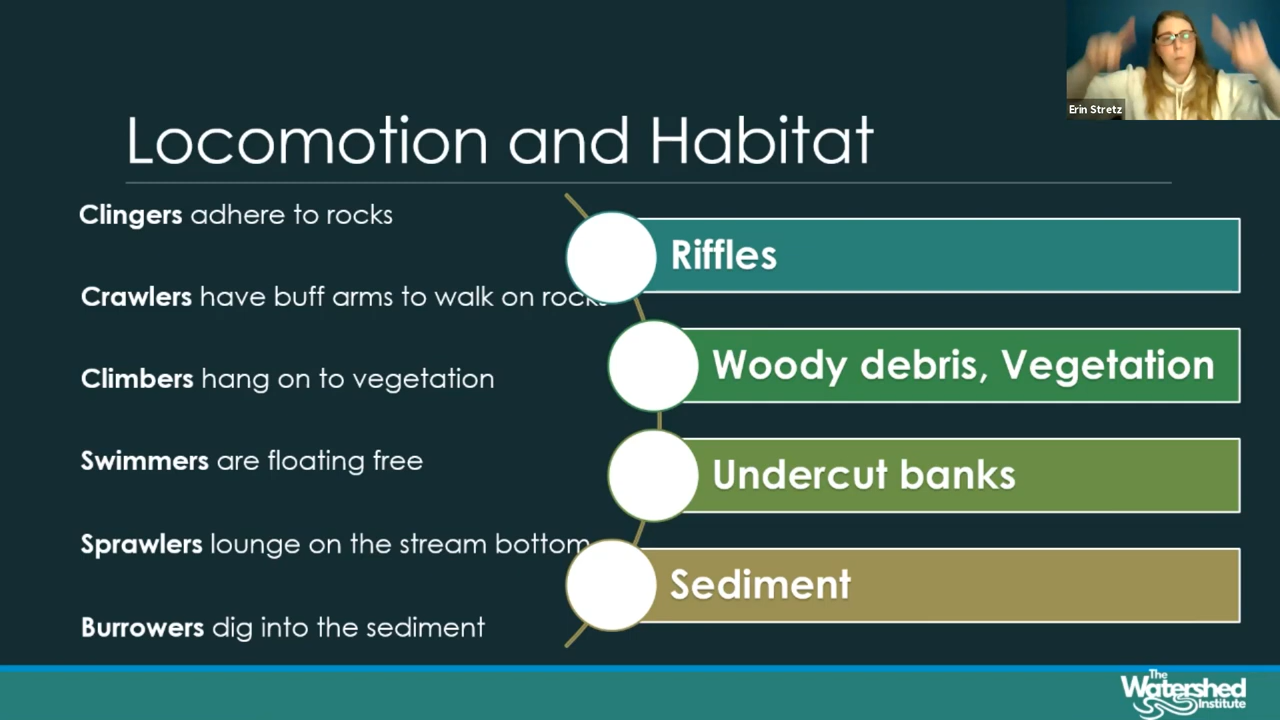 Erin Stretz
Locomotion and Habitat
Clingers adhere to rocks
Crawlers have buff arms to walk on rocks
Climbers hang on to vegetation
Swimmers are floating free
Sprawlers lounge on the stream bottom
Burrowers dig into the sediment
Riffles
Woody debris, Vegetation
Undercut banks
Sediment
The
Watershed
Institute